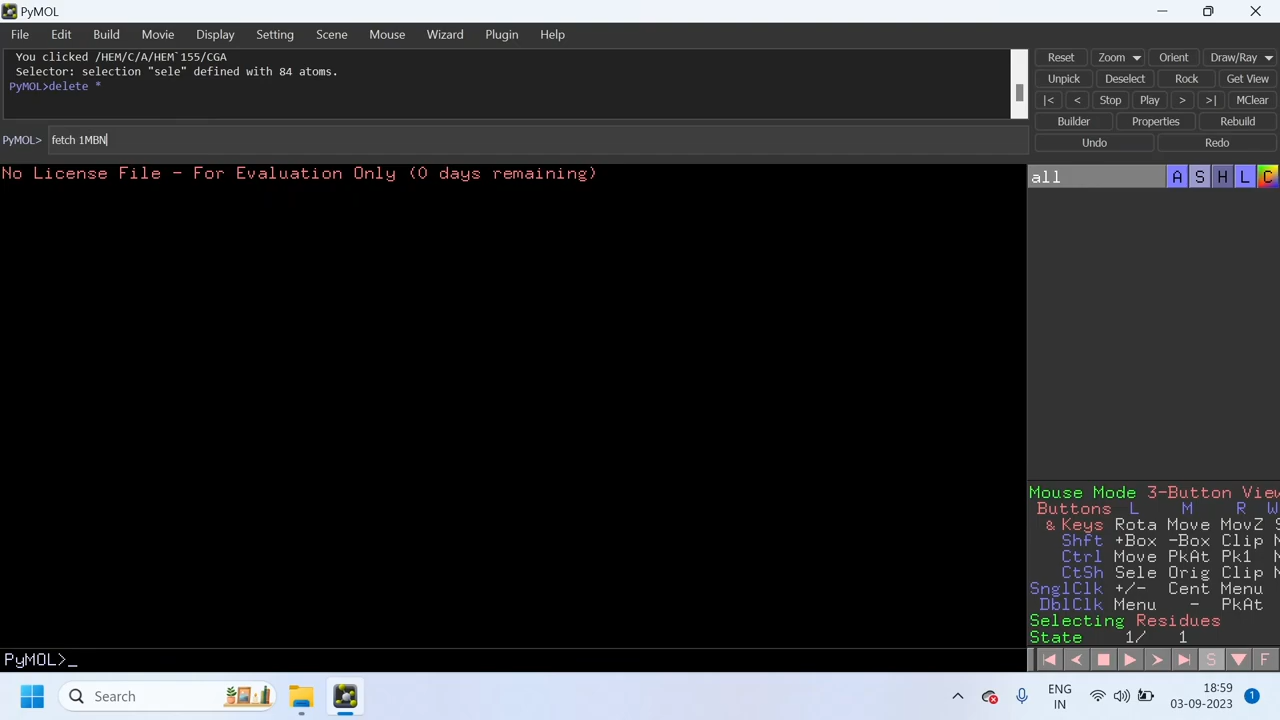 PyMOL
File Edit Build Movie Display Setting Scene Mouse Wizard Plugin Help
You clicked /HEM/C/A/HEM`155/CGA
Selector: selection "sele" defined with 84 atoms.
PyMOL>delete *
PyMOL> fetch 1MBN
Reset Zoom Orient Draw/Ray
Unpick Deselect Rock Get View
|< < Stop Play > >| MClear
Builder Properties Rebuild
Undo Redo
No License File - For Evaluation Only (0 days remaining)
all A S H L C
Mouse Mode 3-Button View
Buttons L M R W
& Keys Rota Move MovZ S
Shft +Box -Box Clip M
Ctrl Move PkAt Pk1 M
CtSh Sele Orig Clip M
SnglClk +/- Cent Menu
DblClk Menu - PkAt
Selecting Residues
State 1/ 1
PyMOL>_
S F
Search
ENG
IN
18:59
03-09-2023
1